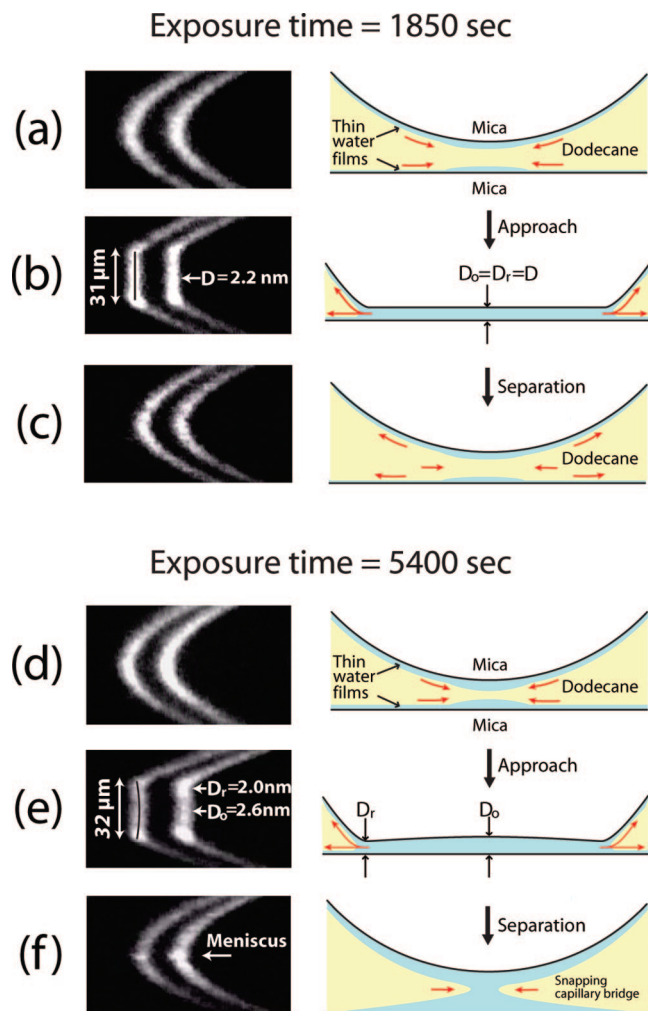 Exposure time = 1850 sec
(a)
Thin
water
films
Mica
Dodecane
Mica
Approach
(b)
31 µm
D = 2.2 nm
Do=Dr=D
Separation
(c)
Dodecane
Exposure time = 5400 sec
(d)
Thin
water
films
Mica
Dodecane
Mica
Approach
(e)
32 µm
Dr=2.0nm
Do=2.6nm
Dr
Do
Separation
(f)
Meniscus
Snapping
capillary bridge